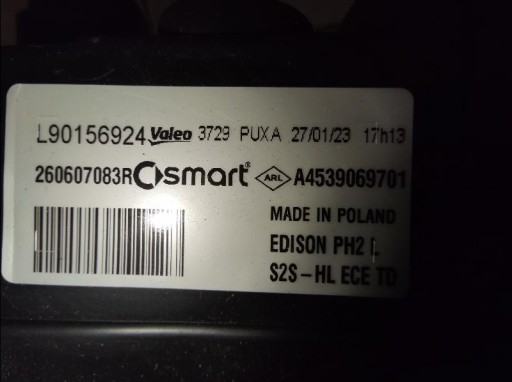 L90156924 Valeo 3729 PUXA 27/01/23 17h13
260607083R smart ARL A4539069701
MADE IN POLAND
EDISON PH2 L
S2S-HL ECE TD